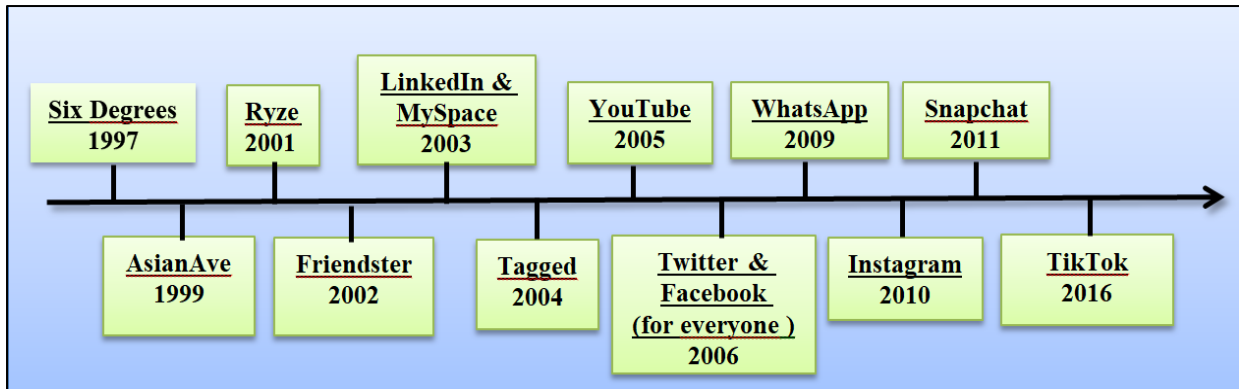 Six Degrees
1997
AsianAve
1999
Ryze
2001
Friendster
2002
LinkedIn &
MySpace
2003
Tagged
2004
YouTube
2005
Twitter &
Facebook
(for everyone )
2006
WhatsApp
2009
Instagram
2010
Snapchat
2011
TikTok
2016